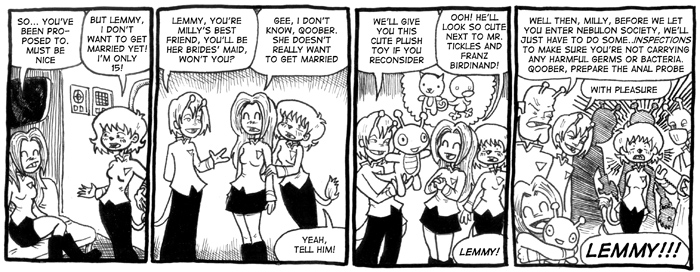 SO... YOU'VE
BEEN PRO-
POSED TO.
MUST BE
NICE
BUT LEMMY,
I DON'T
WANT TO GET
MARRIED YET!
I'M ONLY
15!
LEMMY, YOU'RE
MILLY'S BEST
FRIEND, YOU'LL BE
HER BRIDES' MAID,
WON'T YOU?
GEE, I DON'T
KNOW, QOOBER.
SHE DOESN'T
REALLY WANT
TO GET MARRIED
YEAH,
TELL HIM!
WE'LL GIVE
YOU THIS
CUTE PLUSH
TOY IF YOU
RECONSIDER
OOH! HE'LL
LOOK SO CUTE
NEXT TO MR.
TICKLES AND
FRANZ
BIRDINAND!
LEMMY!
WELL THEN, MILLY, BEFORE WE LET
YOU ENTER NEBULON SOCIETY, WE'LL
JUST HAVE TO DO SOME..INSPECTIONS
TO MAKE SURE YOU'RE NOT CARRYING
ANY HARMFUL GERMS OR BACTERIA.
QOOBER, PREPARE THE ANAL PROBE
WITH PLEASURE
LEMMY!!!